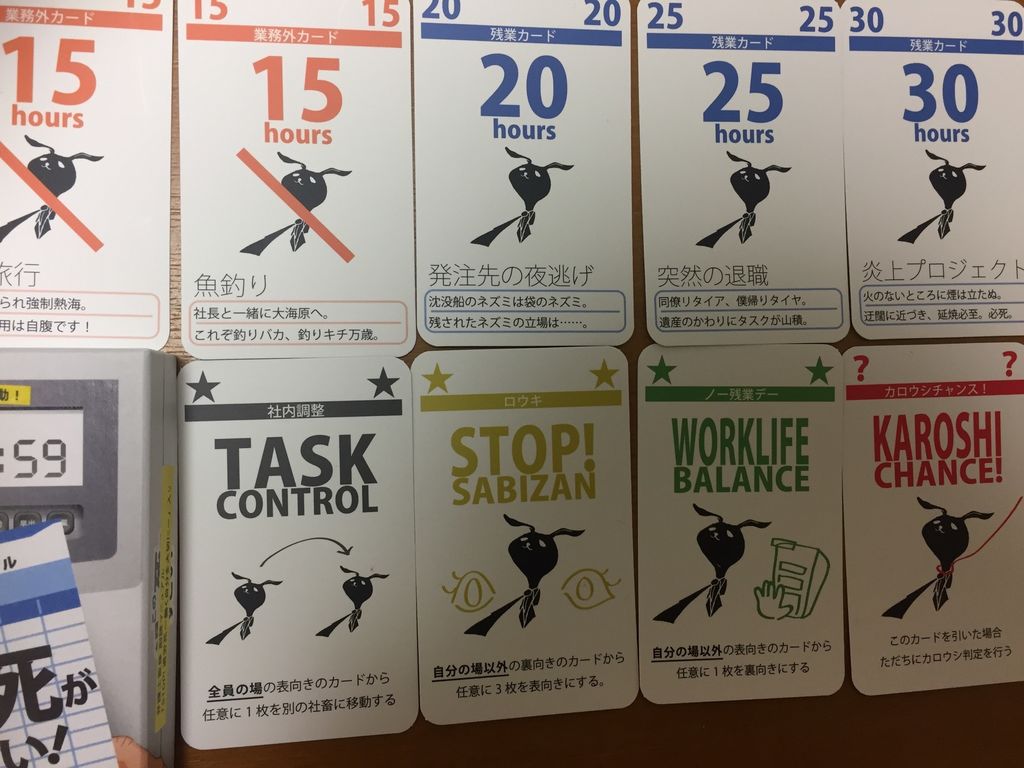 15
業務外カード
15
hours
旅行
られ強制熱海。
用は自腹です！
15
15
業務外カード
15
hours
魚釣り
社長と一緒に大海原へ。
これぞ釣りバカ、釣りキチ万歳。
20
20
残業カード
20
hours
発注先の夜逃げ
沈没船のネズミは袋のネズミ。
残されたネズミの立場は……。
25
25
残業カード
25
hours
突然の退職
同僚リタイア、僕帰りタイヤ。
遺産のかわりにタスクが山積。
30
30
残業カード
30
hours
炎上プロジェクト
火のないところに煙は立たぬ。
迂闊に近づき、延焼必至。必死。
動！
:59
ル
死が
い！
社内調整
TASK
CONTROL
全員の場の表向きのカードから
任意に1枚を別の社畜に移動する
ロウキ
STOP!
SABIZAN
自分の場以外の裏向きのカードから
任意に3枚を表向きにする。
ノー残業デー
WORKLIFE
BALANCE
自分の場以外の表向きのカードから
任意に1枚を裏向きにする
?
?
カロウシチャンス！
KAROSHI
CHANCE!
このカードを引いた場合
ただちにカロウシ判定を行う